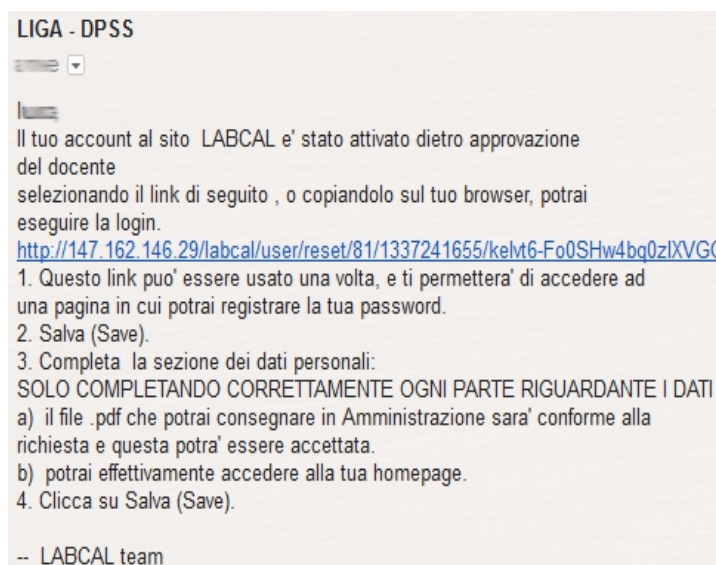 LIGA - DPSS
Il tuo account al sito LABCAL e' stato attivato dietro approvazione
del docente
selezionando il link di seguito , o copiandolo sul tuo browser, potrai
eseguire la login.
http://147.162.146.29/labcal/user/reset/81/1337241655/kelvt6-Fo0SHw4bq0zIXVG
1. Questo link puo' essere usato una volta, e ti permettera' di accedere ad
una pagina in cui potrai registrare la tua password.
2. Salva (Save).
3. Completa la sezione dei dati personali:
SOLO COMPLETANDO CORRETTAMENTE OGNI PARTE RIGUARDANTE I DATI
a) il file .pdf che potrai consegnare in Amministrazione sara' conforme alla
richiesta e questa potra' essere accettata.
b) potrai effettivamente accedere alla tua homepage.
4. Clicca su Salva (Save).
-- LABCAL team